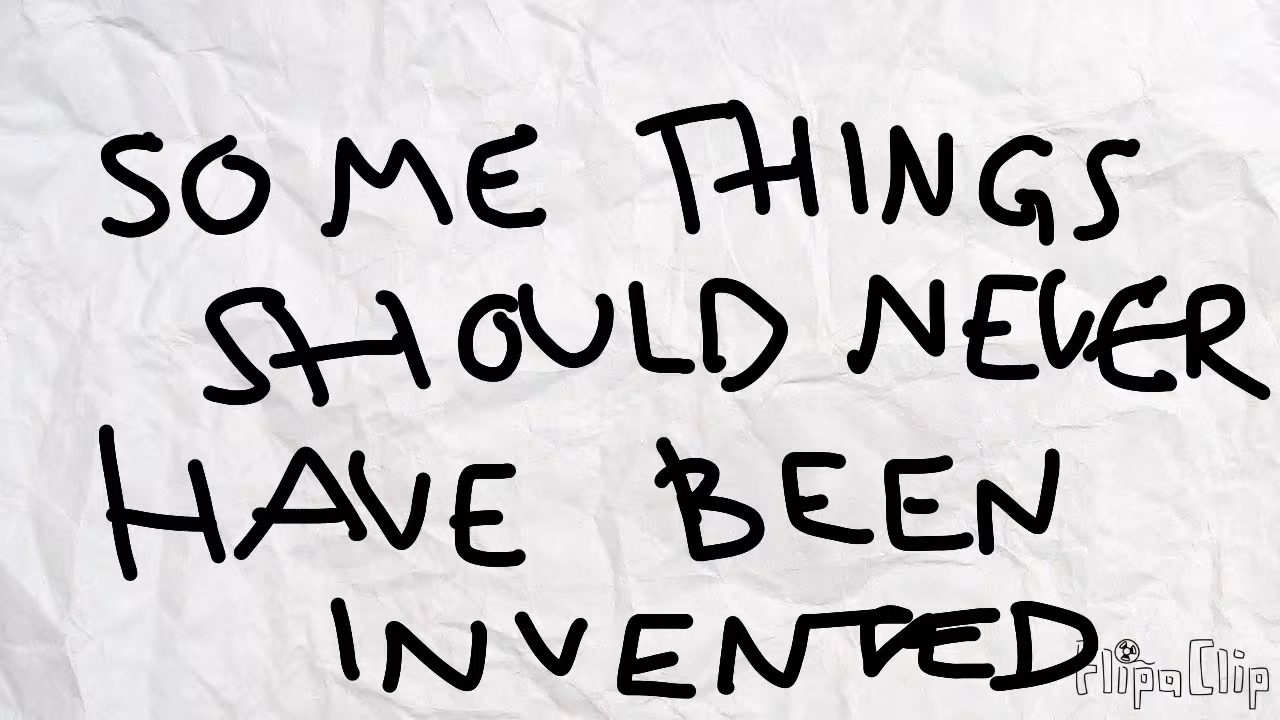 SOME THINGS
SHOULD NEVER
HAVE BEEN
INVENTED
FlipaClip